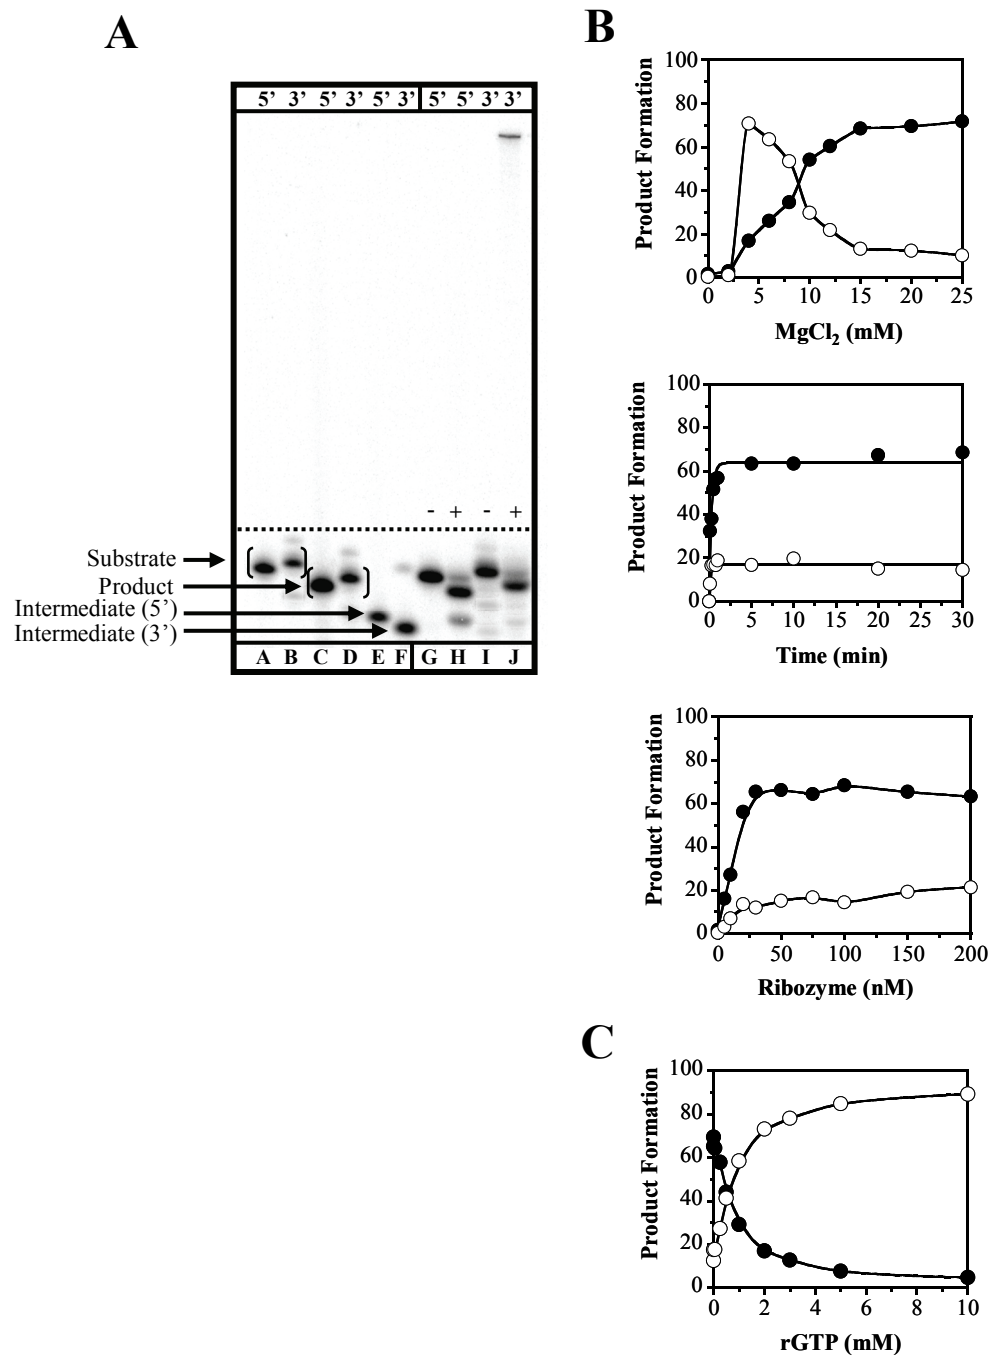 A
5’ 3’ 5’ 3’ 5’ 3’ 5’ 5’ 3’ 3’
- + - +
Substrate
Product
Intermediate (5’)
Intermediate (3’)
A B C D E F G H I J
B
Product Formation
100
80
60
40
20
0
0 5 10 15 20 25
MgCl2 (mM)
Product Formation
100
80
60
40
20
0
0 5 10 15 20 25 30
Time (min)
Product Formation
100
80
60
40
20
0
0 50 100 150 200
Ribozyme (nM)
C
Product Formation
100
80
60
40
20
0
0 2 4 6 8 10
rGTP (mM)